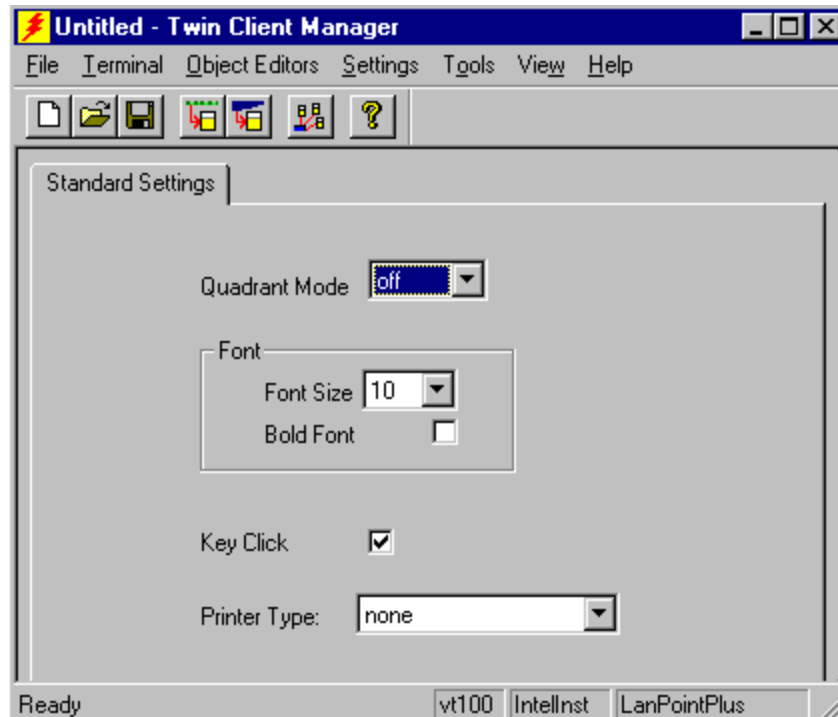 Untitled - Twin Client Manager
File Terminal Object Editors Settings Tools View Help
Standard Settings
Quadrant Mode off
Font
Font Size 10
Bold Font
Key Click
Printer Type: none
Ready vt100 IntelInst LanPointPlus